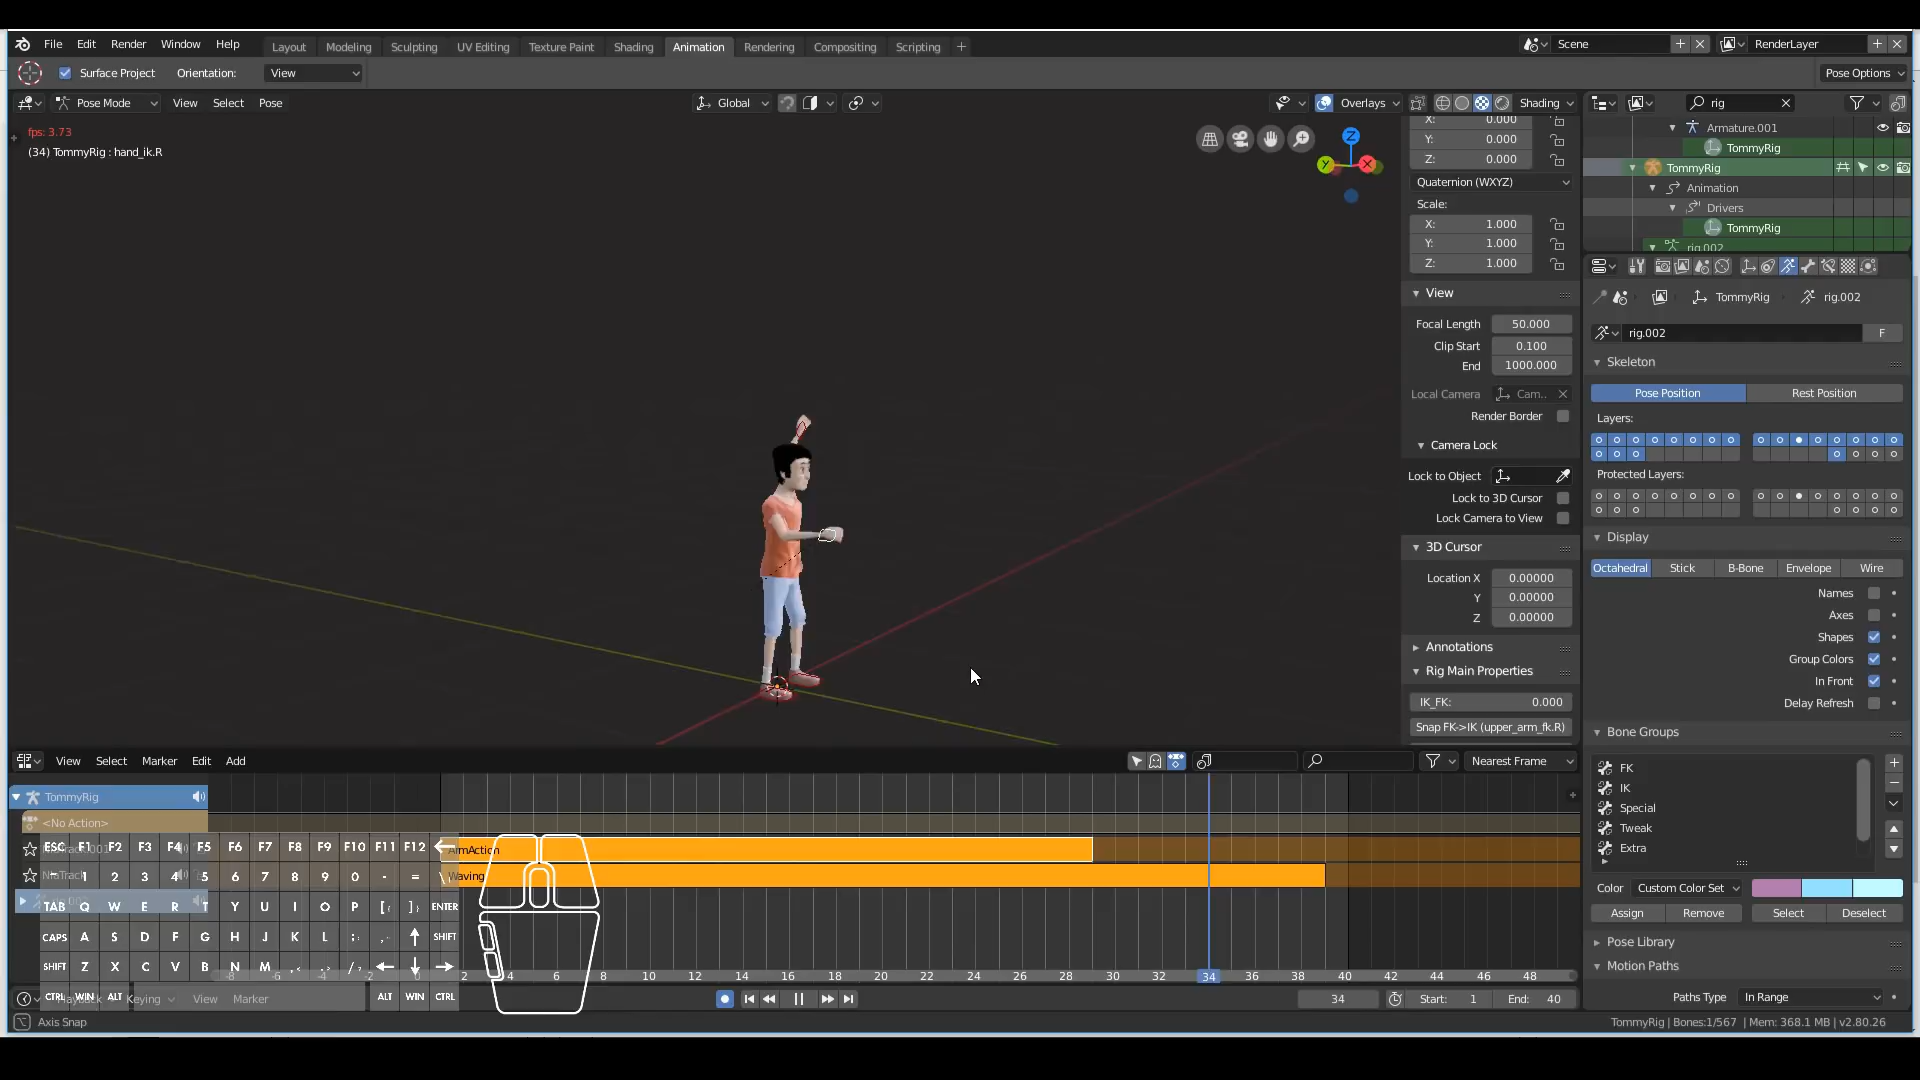 File Edit Render Window Help Layout Modeling Sculpting UV Editing Texture Paint Shading Animation Rendering Compositing Scripting + Scene RenderLayer
Surface Project Orientation: View Pose Options
Pose Mode View Select Pose Global Overlays Shading rig
fps: 3.73
(34) TommyRig : hand_ik.R
Z
Y
X
X: 0.000
Y: 0.000
Z: 0.000
Quaternion (WXYZ)
Scale:
X: 1.000
Y: 1.000
Z: 1.000
View
Focal Length 50.000
Clip Start 0.100
End 1000.000
Local Camera Cam..
Render Border
Camera Lock
Lock to Object
Lock to 3D Cursor
Lock Camera to View
3D Cursor
Location X 0.00000
Y 0.00000
Z 0.00000
Annotations
Rig Main Properties
IK_FK: 0.000
Snap FK->IK (upper_arm_fk.R)
Armature.001
TommyRig
TommyRig
Animation
Drivers
TommyRig
rig.002
TommyRig rig.002
rig.002 F
Skeleton
Pose Position Rest Position
Layers:
Protected Layers:
Display
Octahedral Stick B-Bone Envelope Wire
Names
Axes
Shapes
Group Colors
In Front
Delay Refresh
Bone Groups
FK
IK
Special
Tweak
Extra
Color Custom Color Set
Assign Remove Select Deselect
Pose Library
Motion Paths
Paths Type In Range
View Select Marker Edit Add Nearest Frame
TommyRig
<No Action>
ArmAction
Waving
ESC F1 F2 F3 F4 F5 F6 F7 F8 F9 F10 F11 F12
~ 1 2 3 4 5 6 7 8 9 0 - = \
TAB Q W E R T Y U I O P [ ] ENTER
CAPS A S D F G H J K L ; SHIFT
SHIFT Z X C V B N M , . /
CTRL WIN ALT ALT WIN CTRL
-8 -6 -4 -2 0 2 4 6 8 10 12 14 16 18 20 22 24 26 28 30 32 34 36 38 40 42 44 46 48
Playback Keying View Marker 34 Start: 1 End: 40
Axis Snap TommyRig | Bones:1/567 | Mem: 368.1 MB | v2.80.26